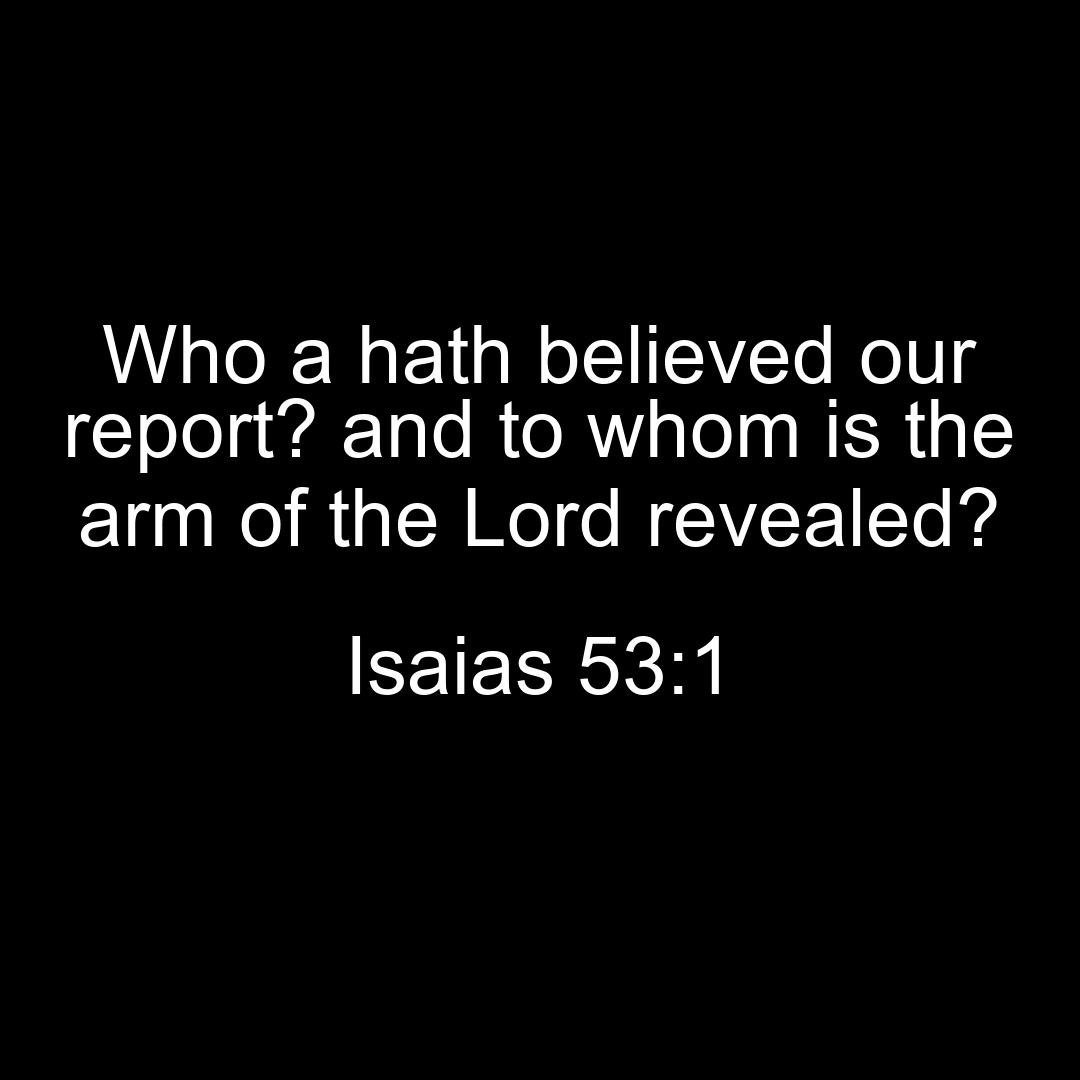 Who a hath believed our
report? and to whom is the
arm of the Lord revealed?
Isaias 53:1